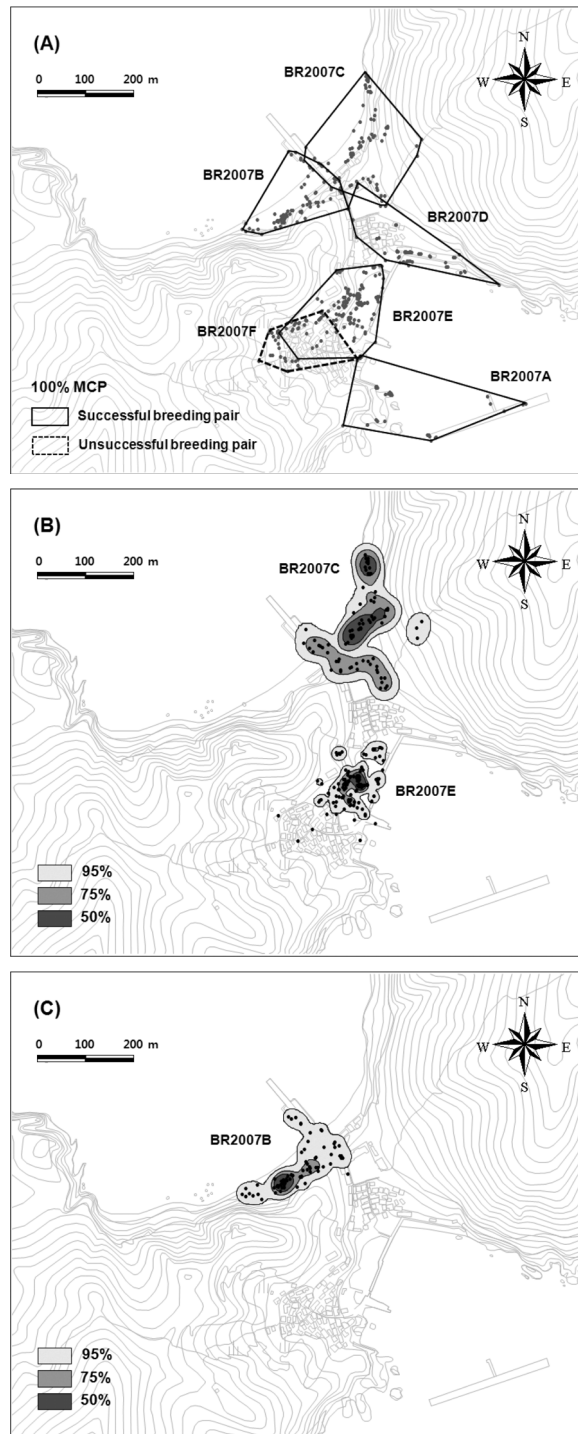 (A)
N
W E
S
0 100 200 m
BR2007C
BR2007B
BR2007D
BR2007E
BR2007F
BR2007A
100% MCP
Successful breeding pair
Unsuccessful breeding pair
(B)
N
W E
S
0 100 200 m
BR2007C
BR2007E
95%
75%
50%
(C)
N
W E
S
0 100 200 m
BR2007B
95%
75%
50%